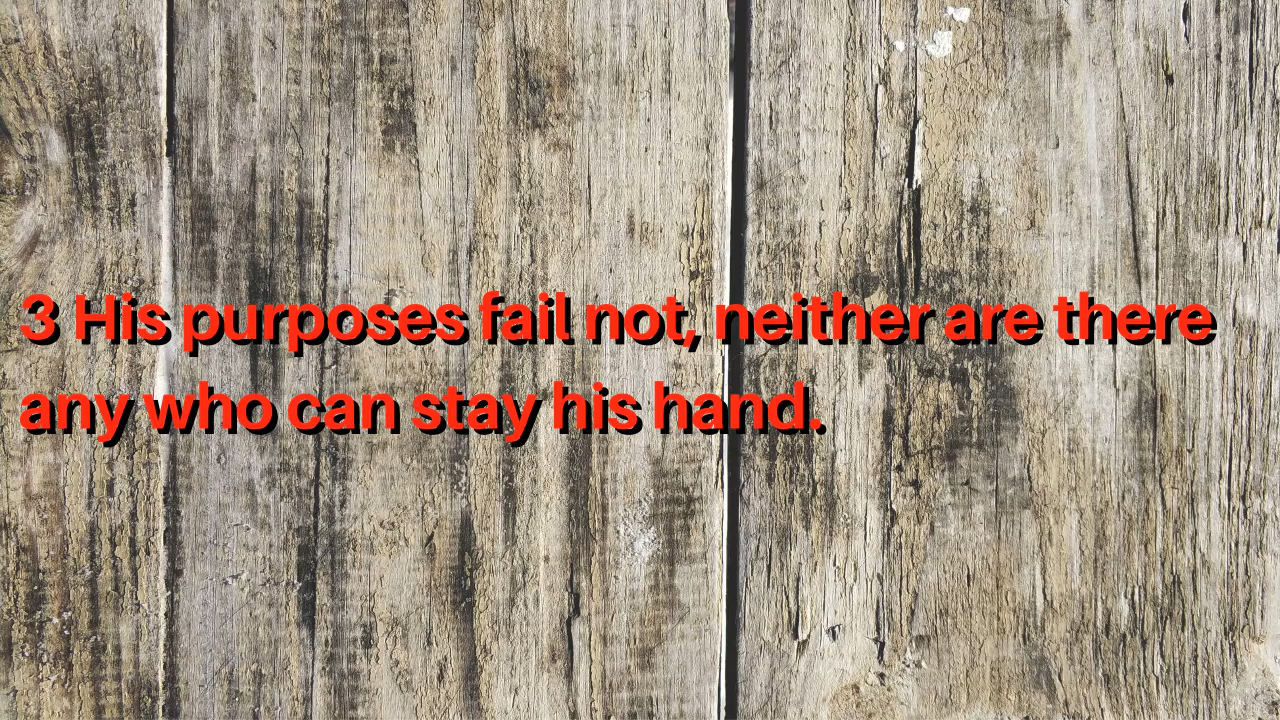 3 His purposes fail not, neither are there
any who can stay his hand.